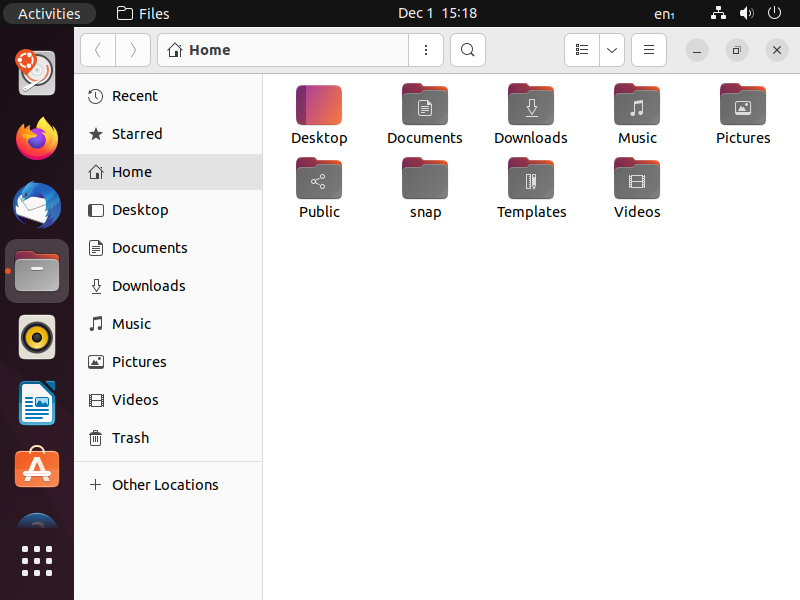 Activities Files Dec 1 15:18 en₁
Home
Recent
Starred
Home
Desktop
Documents
Downloads
Music
Pictures
Videos
Trash
Other Locations
Desktop Documents Downloads Music Pictures
Public snap Templates Videos